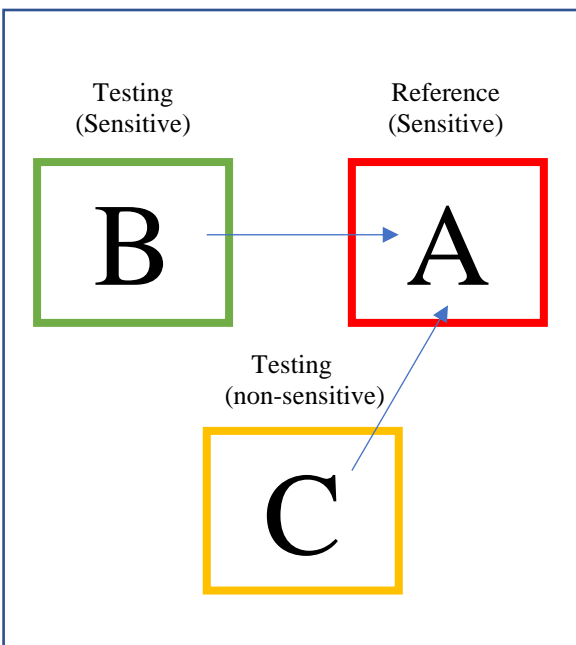 Testing
(Sensitive)
Reference
(Sensitive)
B
A
Testing
(non-sensitive)
C